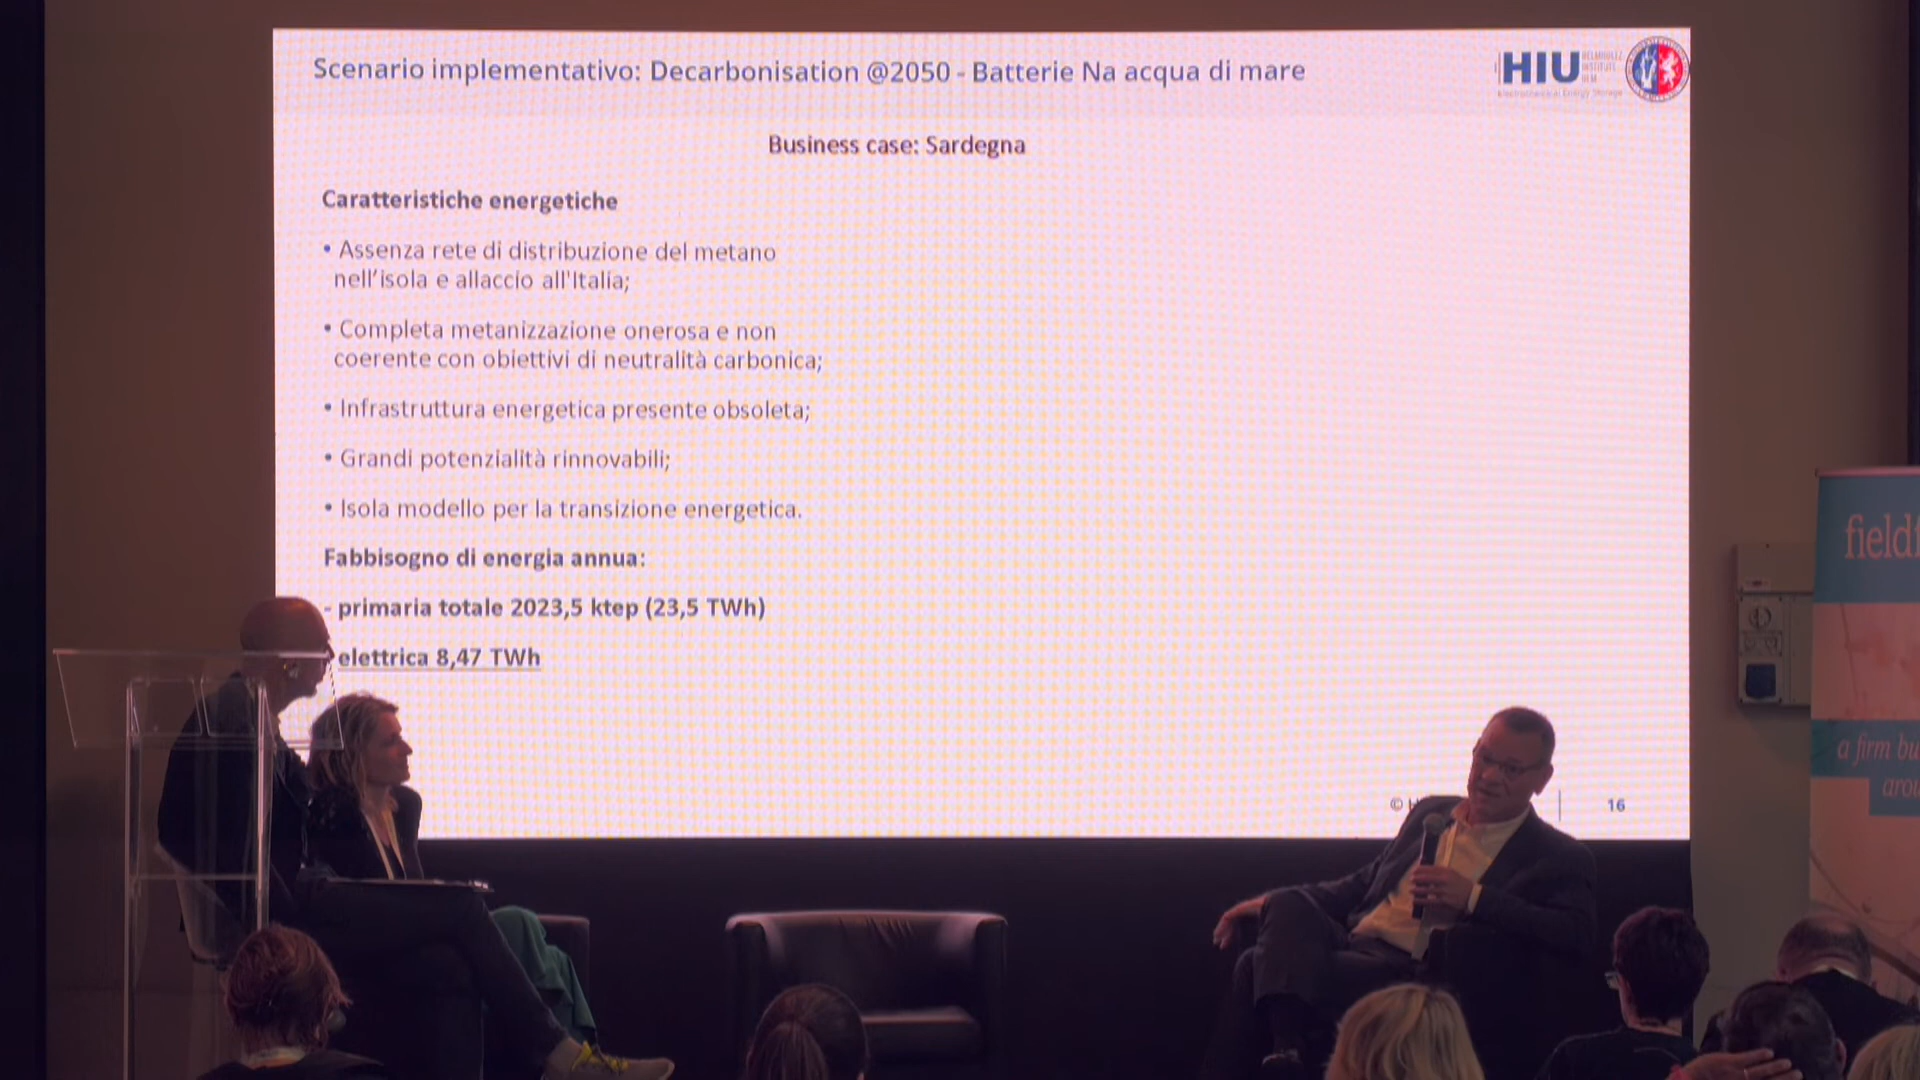 Scenario implementativo: Decarbonisation @2050 - Batterie Na acqua di mare
HIU
Business case: Sardegna
Caratteristiche energetiche
• Assenza rete di distribuzione del metano
nell'isola e allaccio all'Italia;
• Completa metanizzazione onerosa e non
coerente con obiettivi di neutralità carbonica;
• Infrastruttura energetica presente obsoleta;
• Grandi potenzialità rinnovabili;
• Isola modello per la transizione energetica.
Fabbisogno di energia annua:
- primaria totale 2023,5 ktep (23,5 TWh)
elettrica 8,47 TWh
©
16
a firm